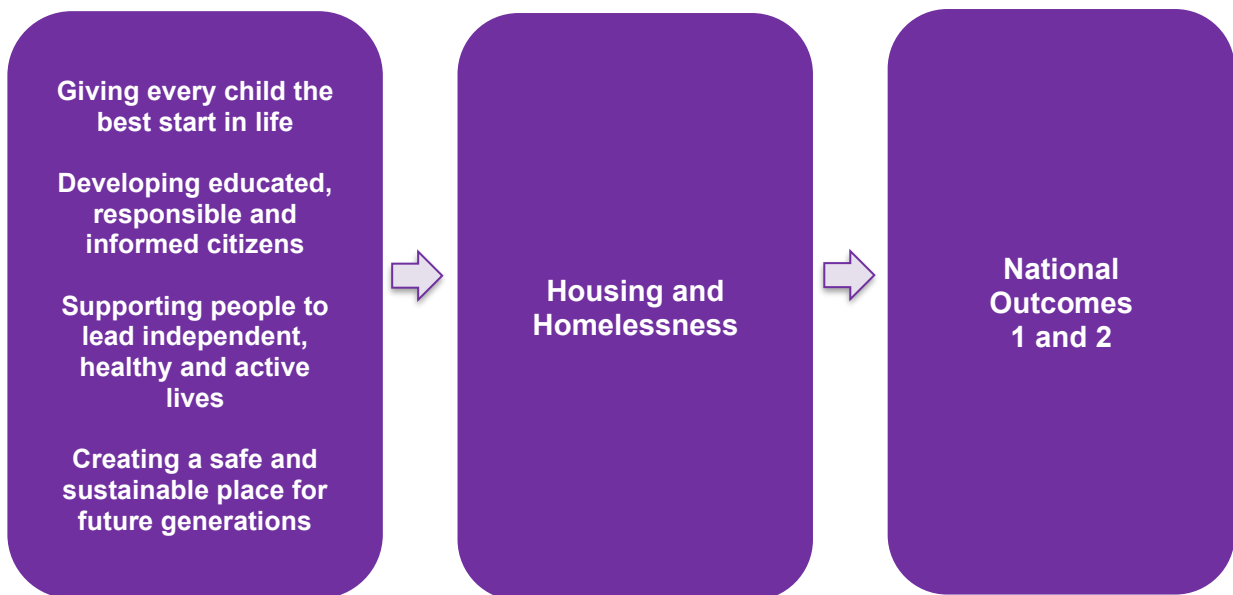 Giving every child the
best start in life
Developing educated,
responsible and
informed citizens
Supporting people to
lead independent,
healthy and active
lives
Creating a safe and
sustainable place for
future generations
Housing and
Homelessness
National
Outcomes
1 and 2